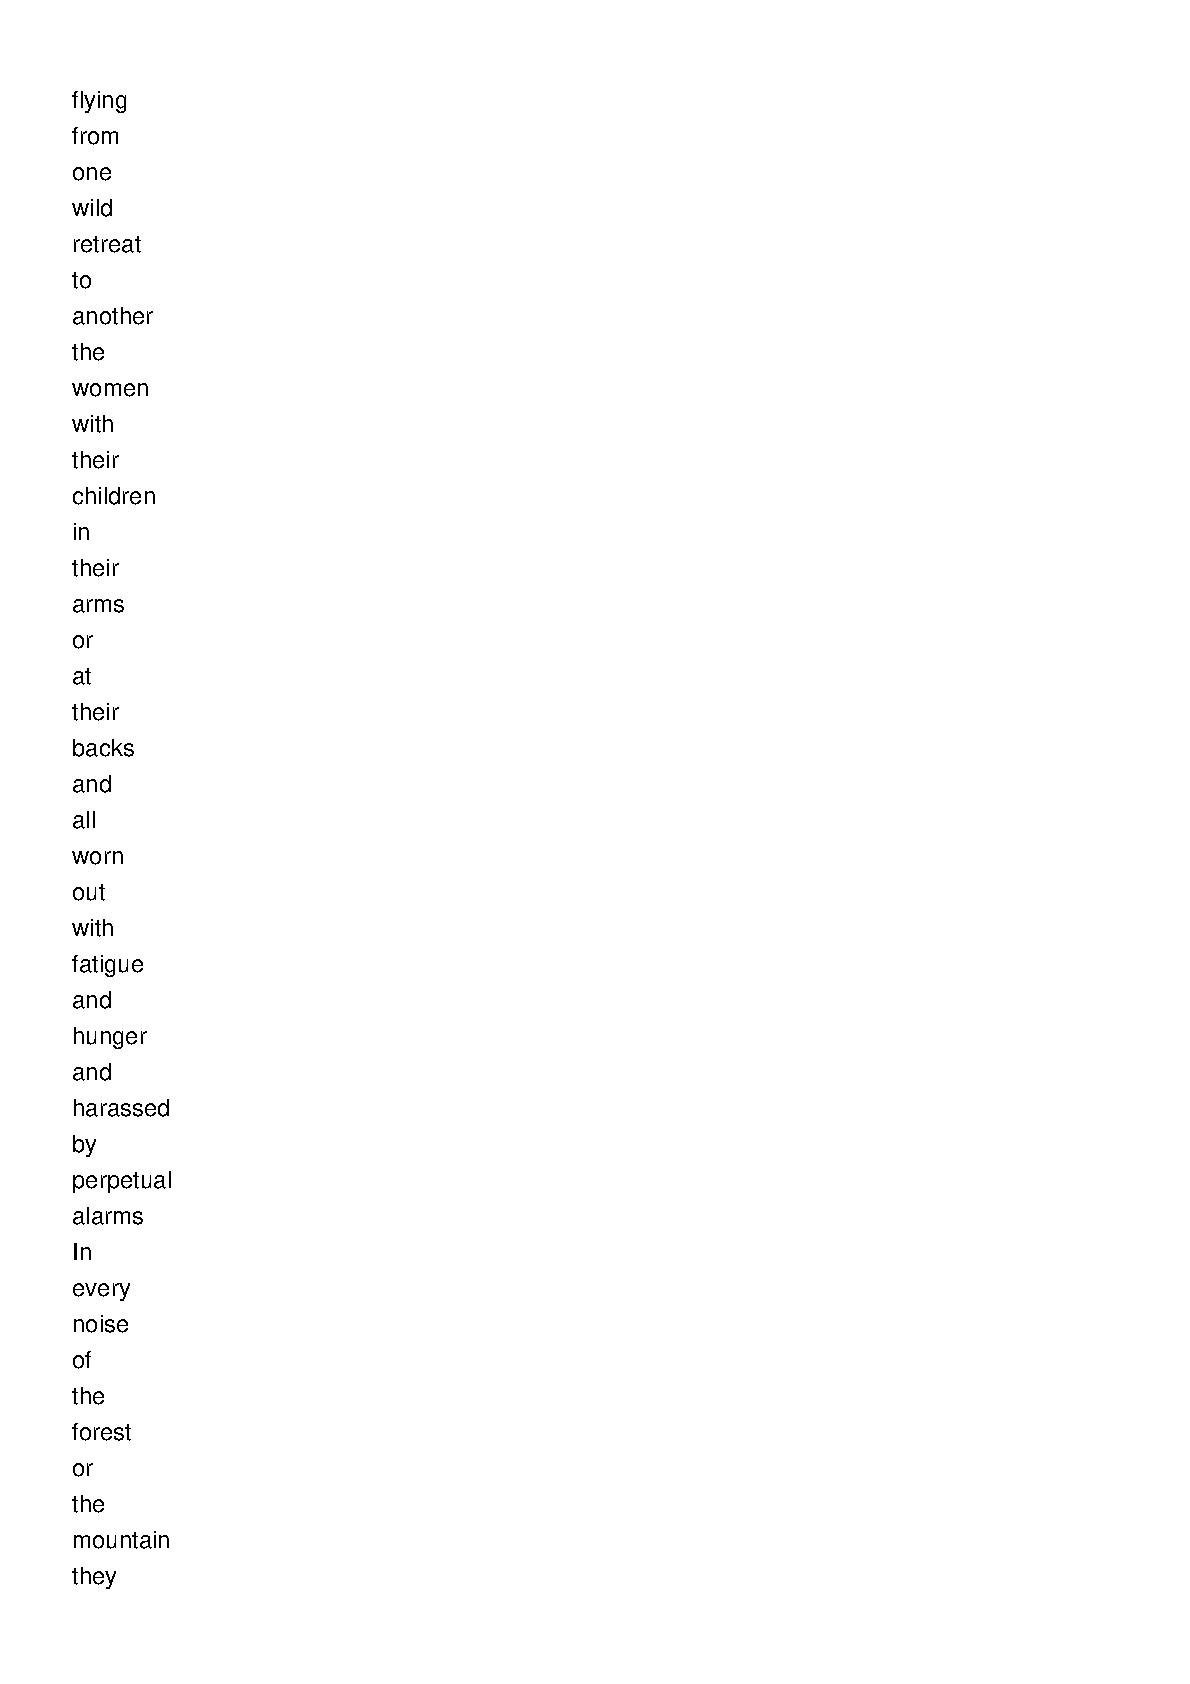 flying
from
one
wild
retreat
to
another
the
women
with
their
children
in
their
arms
or
at
their
backs
and
all
worn
out
with
fatigue
and
hunger
and
harassed
by
perpetual
alarms
In
every
noise
of
the
forest
or
the
mountain
they